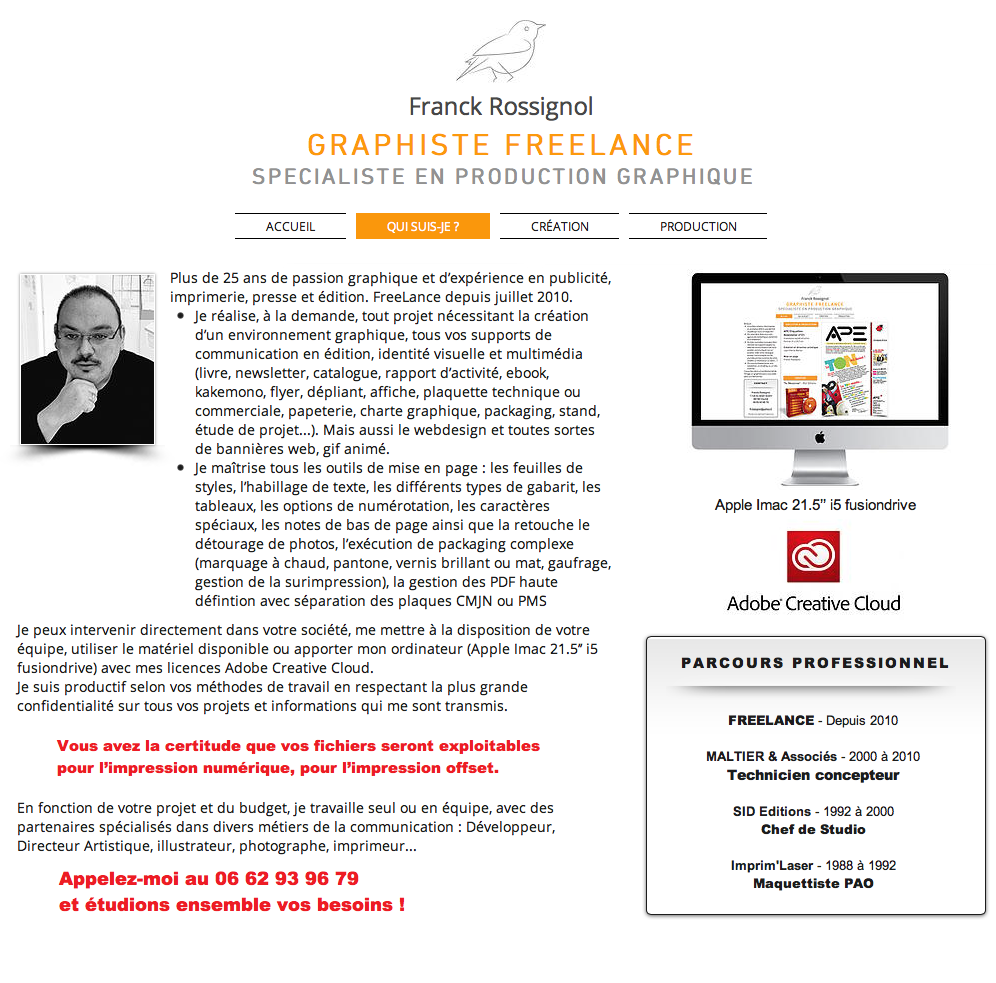 Franck Rossignol
GRAPHISTE FREELANCE
SPECIALISTE EN PRODUCTION GRAPHIQUE
ACCUEIL
QUI SUIS-JE ?
CRÉATION
PRODUCTION
Plus de 25 ans de passion graphique et d’expérience en publicité,
imprimerie, presse et édition. FreeLance depuis juillet 2010.
• Je réalise, à la demande, tout projet nécessitant la création
d’un environnement graphique, tous vos supports de
communication en édition, identité visuelle et multimédia
(livre, newsletter, catalogue, rapport d’activité, ebook,
kakemono, flyer, dépliant, affiche, plaquette technique ou
commerciale, papeterie, charte graphique, packaging, stand,
étude de projet...). Mais aussi le webdesign et toutes sortes
de bannières web, gif animé.
• Je maîtrise tous les outils de mise en page : les feuilles de
styles, l’habillage de texte, les différents types de gabarit, les
tableaux, les options de numérotation, les caractères
spéciaux, les notes de bas de page ainsi que la retouche le
détourage de photos, l’exécution de packaging complexe
(marquage à chaud, pantone, vernis brillant ou mat, gaufrage,
gestion de la surimpression), la gestion des PDF haute
défintion avec séparation des plaques CMJN ou PMS
Je peux intervenir directement dans votre société, me mettre à la disposition de votre
équipe, utiliser le matériel disponible ou apporter mon ordinateur (Apple Imac 21.5’’ i5
fusiondrive) avec mes licences Adobe Creative Cloud.
Je suis productif selon vos méthodes de travail en respectant la plus grande
confidentialité sur tous vos projets et informations qui me sont transmis.
Vous avez la certitude que vos fichiers seront exploitables
pour l’impression numérique, pour l’impression offset.
En fonction de votre projet et du budget, je travaille seul ou en équipe, avec des
partenaires spécialisés dans divers métiers de la communication : Développeur,
Directeur Artistique, illustrateur, photographe, imprimeur...
Appelez-moi au 06 62 93 96 79
et étudions ensemble vos besoins !
Franck Rossignol
GRAPHISTE FREELANCE
SPECIALISTE EN PRODUCTION GRAPHIQUE
APE
Apple Imac 21.5’’ i5 fusiondrive
Adobe® Creative Cloud
PARCOURS PROFESSIONNEL
FREELANCE - Depuis 2010
MALTIER & Associés - 2000 à 2010
Technicien concepteur
SID Editions - 1992 à 2000
Chef de Studio
Imprim'Laser - 1988 à 1992
Maquettiste PAO